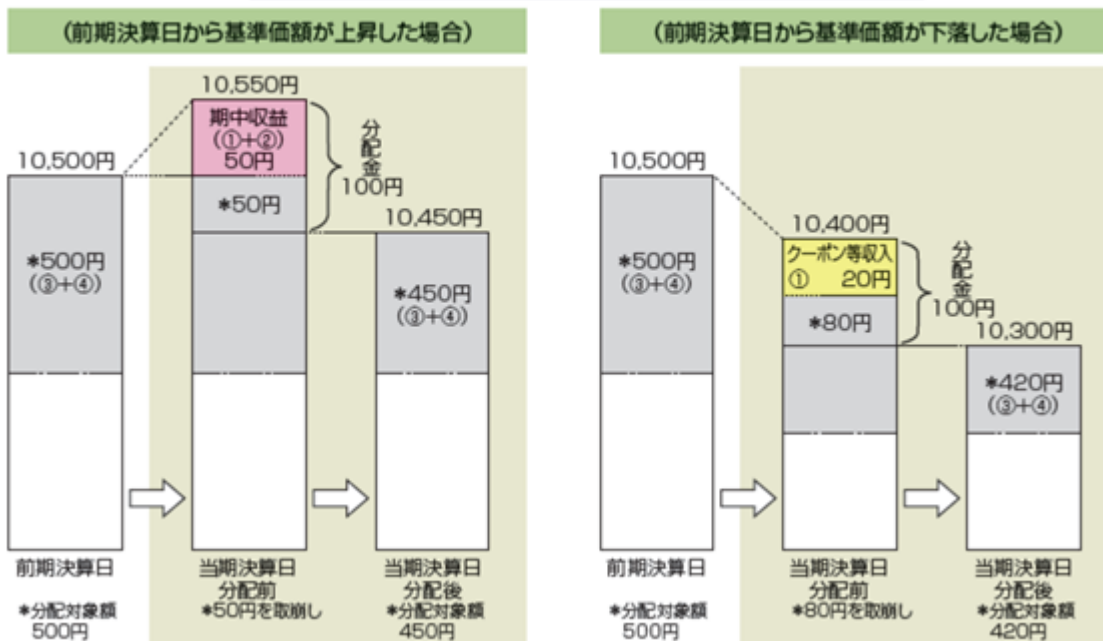 (前期決算日から基準価額が上昇した場合)
10,500円
*500円
(③+④)
10,550円
期中収益
(①+②)
50円
*50円
分配金
100円
10,450円
*450円
(③+④)
前期決算日
*分配対象額
500円
当期決算日
分配前
*50円を取崩し
当期決算日
分配後
*分配対象額
450円
(前期決算日から基準価額が下落した場合)
10,500円
*500円
(③+④)
10,400円
クーポン等収入
① 20円
*80円
分配金
100円
10,300円
*420円
(③+④)
前期決算日
*分配対象額
500円
当期決算日
分配前
*80円を取崩し
当期決算日
分配後
*分配対象額
420円